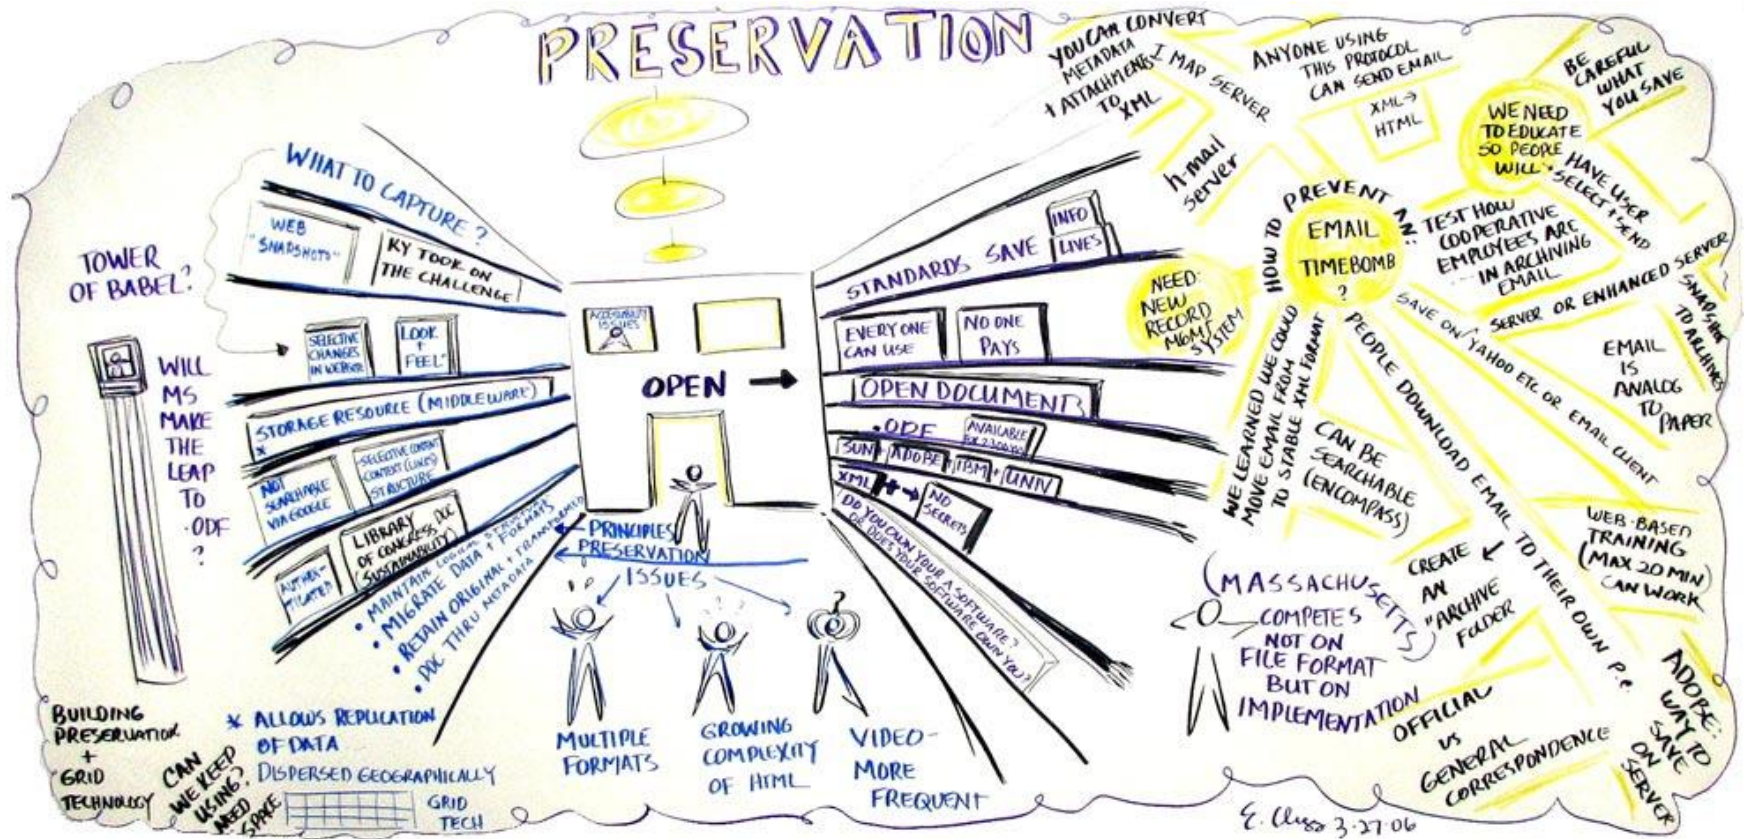 PRESERVATION
WHAT TO CAPTURE?
WEB
"SNAPSHOTS"
KY TOOK ON
THE CHALLENGE
SELECTIVE
CHANGES
IN WEBSITE
LOOK
+
FEEL"
STORAGE RESOURCE (MIDDLEWARE)
*
NOT
SEARCHABLE
VIA GOOGLE
SELECTIVE CONTENT
CONTEXT (LINKS)
STRUCTURE
AUTHEN-
TICATED
LIBRARY
OF CONGRESS DOC
(SUSTAINABILITY)
• MAINTAIN LOGICAL STRUCTURE
• MIGRATE DATA + FORMATS
• RETAIN ORIGINAL + TRANSFORMED
• DOC THRU METADATA
TOWER
OF BABEL?
WILL
MS
MAKE
THE
LEAP
TO
·ODF
?
BUILDING
PRESERVATION
+
GRID
TECHNOLOGY
CAN
WE KEEP
USING?
NEED
SPACE
* ALLOWS REPLICATION
OF DATA
DISPERSED GEOGRAPHICALLY
GRID
TECH
ACCESSIBILITY
ISSUES
OPEN →
← PRINCIPLES
PRESERVATION
ISSUES
MULTIPLE
FORMATS
GROWING
COMPLEXITY
OF HTML
?
VIDEO-
MORE
FREQUENT
STANDARDS SAVE
INFO
LIVES
EVERYONE
CAN USE
NO ONE
PAYS
OPEN DOCUMENT
• ODF
AVAILABLE
SUN + ADOBE + IBM + UNIV
XML
NO
SECRETS
DO YOU OWN YOUR SOFTWARE?
OR DOES YOUR SOFTWARE OWN YOU?
(MASSACHUSETTS)
COMPETES
NOT ON
FILE FORMAT
BUT ON
IMPLEMENTATION
HOW TO PREVENT AN:
EMAIL
TIMEBOMB
?
YOU CAN CONVERT
METADATA
+ ATTACHMENTS
TO
XML
I MAP SERVER
h-mail
server
ANYONE USING
THIS PROTOCOL
CAN SEND EMAIL
XML→
HTML
WE NEED
TO EDUCATE
SO PEOPLE
WILL:
BE
CAREFUL
WHAT
YOU SAVE
HAVE USER
SELECT + SEND
TEST HOW
COOPERATIVE
EMPLOYEES ARE
IN ARCHIVING
EMAIL
SERVER OR ENHANCED SERVER
TO ARCHIVES
SAVE ON YAHOO ETC OR EMAIL CLIENT
EMAIL
IS
ANALOG
TO
PAPER
NEED
NEW
RECORD
MGMT
SYSTEM
WE LEARNED WE COULD
MOVE EMAIL FROM
TO STABLE XML FORMAT
CAN BE
SEARCHABLE
(ENCOMPASS)
PEOPLE DOWNLOAD EMAIL TO THEIR OWN P.C.
CREATE
AN
"ARCHIVE
FOLDER
WEB-BASED
TRAINING
(MAX 20 MIN)
CAN WORK
OFFICIAL
VS
GENERAL
CORRESPONDENCE
ADOBE:
WAY TO
SAVE
ON
SERVER
3·27·06